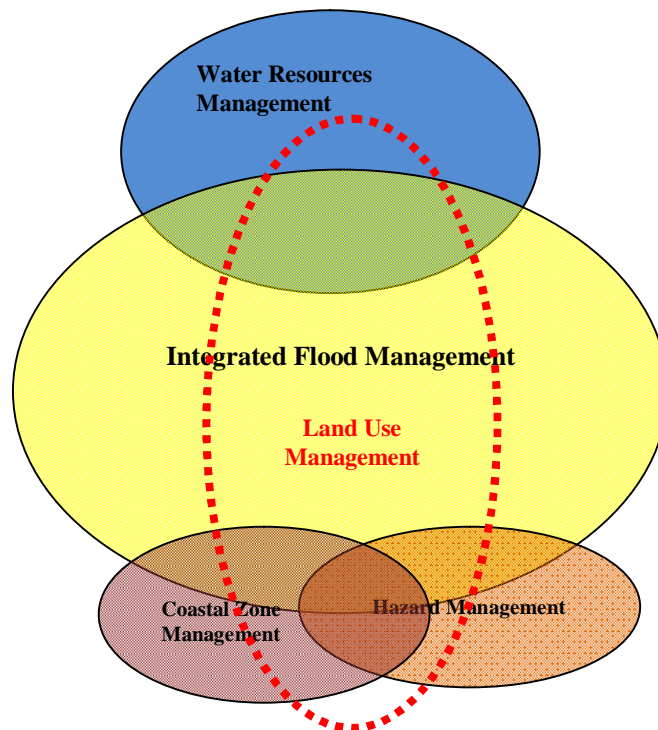 Water Resources
Management
Integrated Flood Management
Land Use
Management
Coastal Zone
Management
Hazard Management